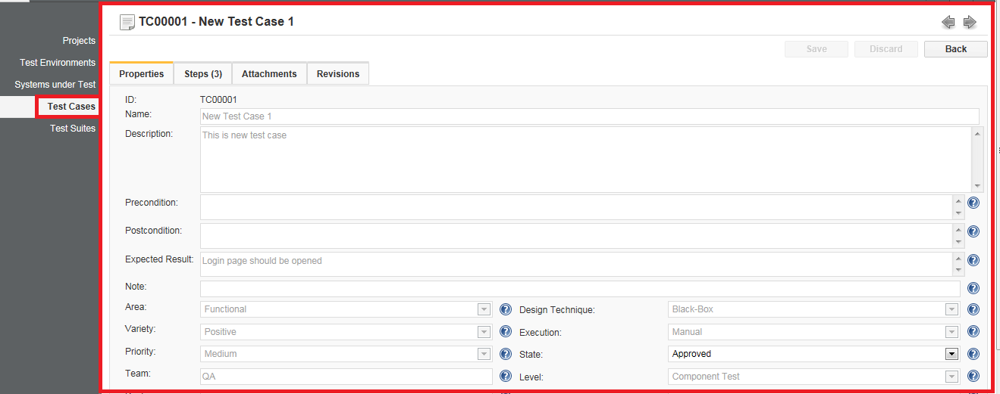 TC00001 - New Test Case 1
Projects
Test Environments
Systems under Test
Test Cases
Test Suites
Save Discard Back
Properties Steps (3) Attachments Revisions
ID: TC00001
Name: New Test Case 1
Description: This is new test case
Precondition:
Postcondition:
Expected Result: Login page should be opened
Note:
Area: Functional Design Technique: Black-Box
Variety: Positive Execution: Manual
Priority: Medium State: Approved
Team: QA Level: Component Test